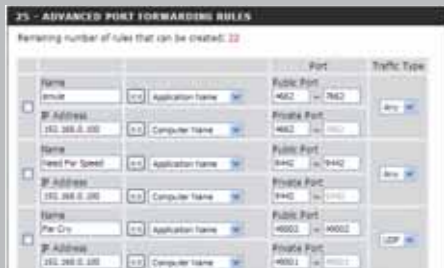 25 - ADVANCED PORT FORWARDING RULES
Remaining number of rules that can be created: 22
Port Traffic Type
Name Public Port
emule << Application Name 4662 ~ 7662
Any
IP Address Private Port
192.168.0.100 << Computer Name 4662
Name Public Port
Need For Speed << Application Name 9442 ~ 9442
Any
IP Address Private Port
192.168.0.100 << Computer Name 9442
Name Public Port
Far Cry << Application Name ~
UDP
IP Address Private Port
192.168.0.100 << Computer Name